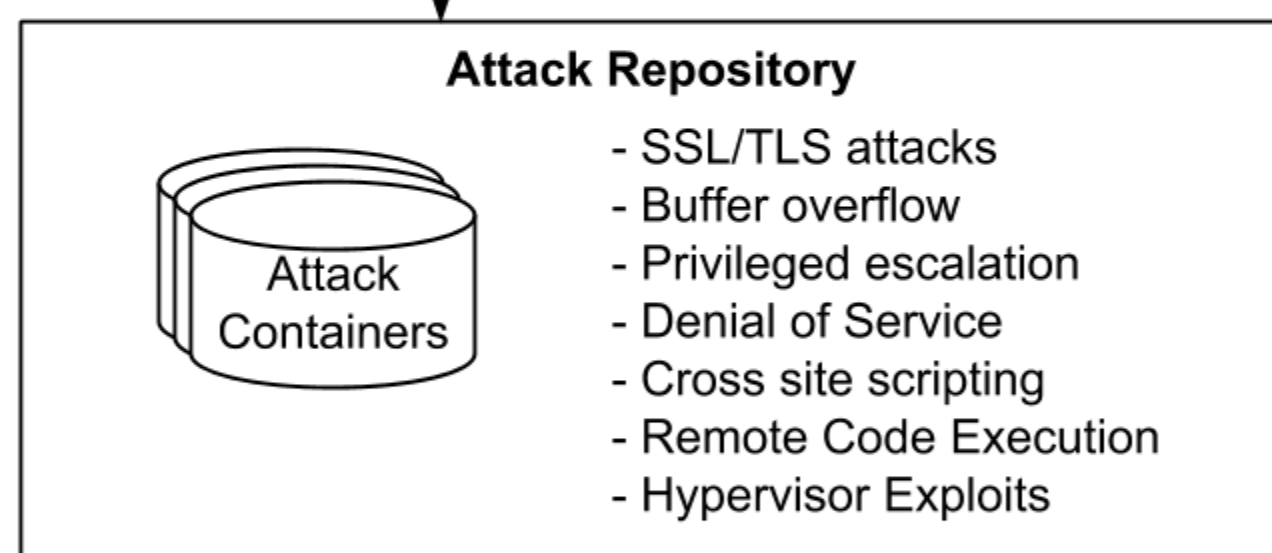 Attack Repository
Attack
Containers
- SSL/TLS attacks
- Buffer overflow
- Privileged escalation
- Denial of Service
- Cross site scripting
- Remote Code Execution
- Hypervisor Exploits